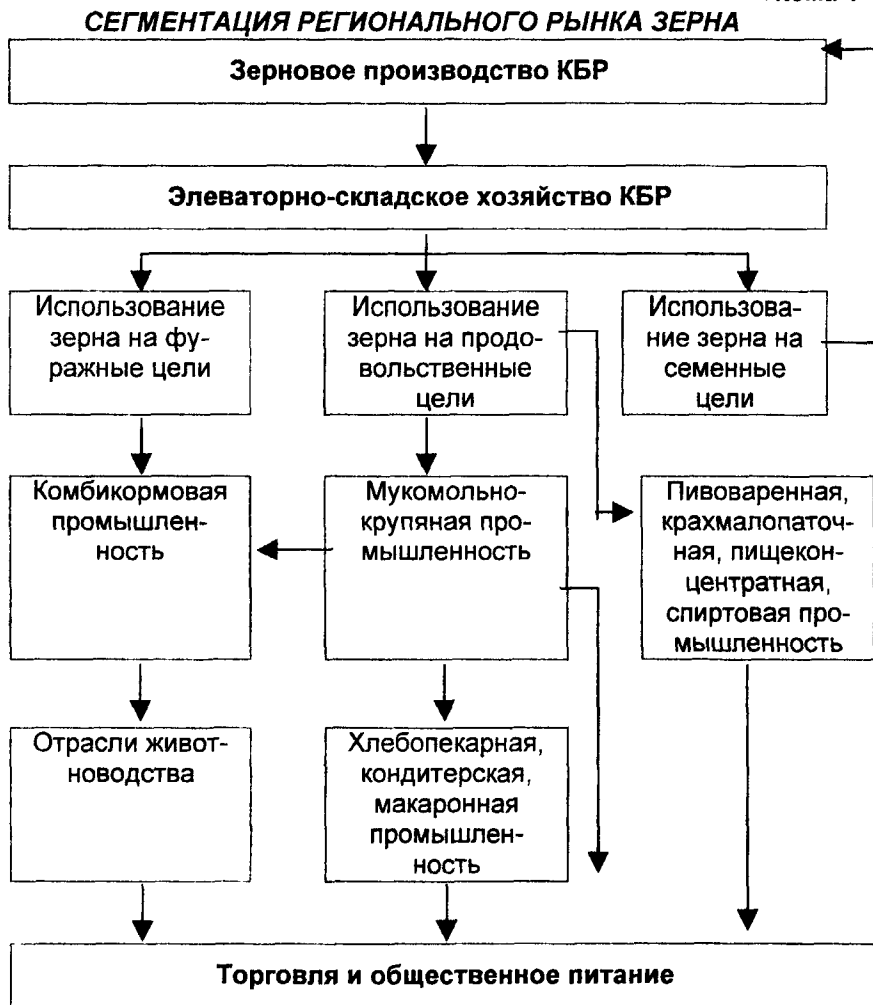 СЕГМЕНТАЦИЯ РЕГИОНАЛЬНОГО РЫНКА ЗЕРНА
Зерновое производство КБР
Элеваторно-складское хозяйство КБР
Использование
зерна на фу-
ражные цели
Использование
зерна на продо-
вольственные
цели
Использова-
ние зерна на
семенные
цели
Комбикормовая
промышлен-
ность
Мукомольно-
крупяная про-
мышленность
Пивоваренная,
крахмалопаточ-
ная, пищекон-
центратная,
спиртовая про-
мышленность
Отрасли живот-
новодства
Хлебопекарная,
кондитерская,
макаронная
промышлен-
ность
Торговля и общественное питание